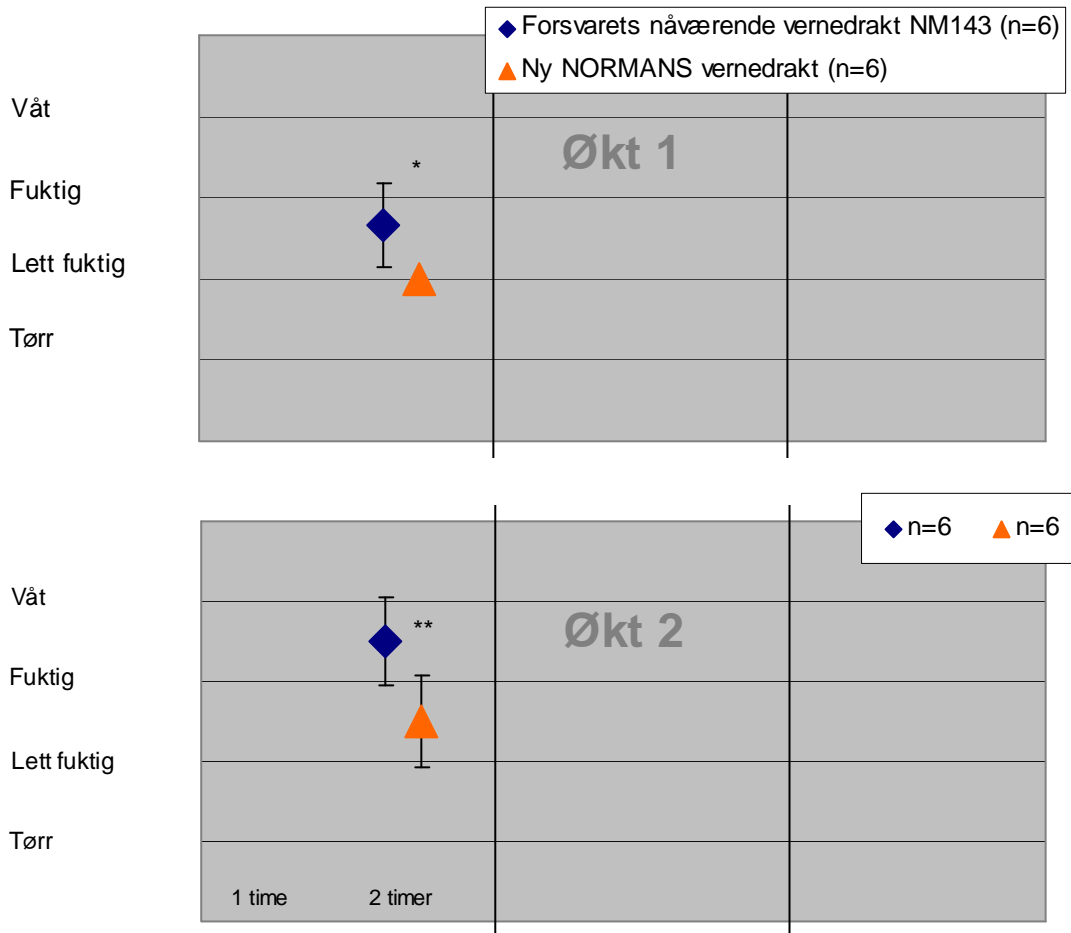 Forsvarets nåværende vernedrakt NM143 (n=6)
Ny NORMANS vernedrakt (n=6)
Våt
Økt 1
*
Fuktig
Lett fuktig
Tørr
n=6 n=6
Våt
Økt 2
**
Fuktig
Lett fuktig
Tørr
1 time 2 timer